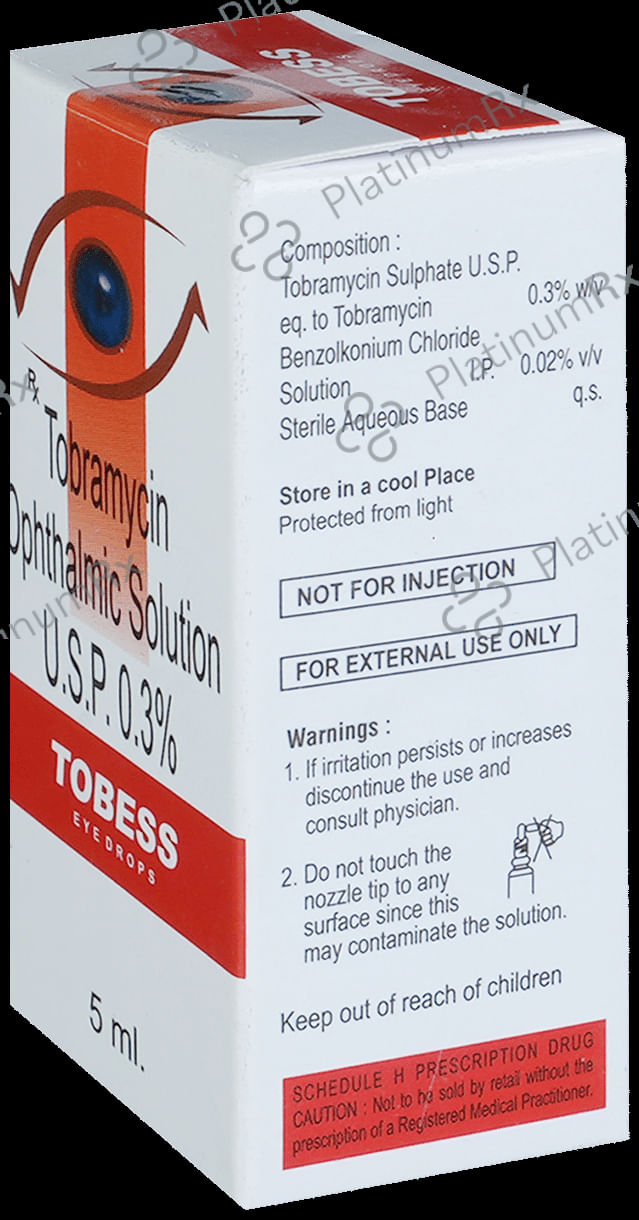 TOBESS
EYE DROPS
Rx
Tobramycin
Ophthalmic Solution
U.S.P. 0.3%
TOBESS
EYE DROPS
5 ml.
Composition :
Tobramycin Sulphate U.S.P.
eq. to Tobramycin 0.3% w/v
Benzolkonium Chloride
Solution I.P. 0.02% v/v
Sterile Aqueous Base q.s.
Store in a cool Place
Protected from light
NOT FOR INJECTION
FOR EXTERNAL USE ONLY
Warnings :
1. If irritation persists or increases
discontinue the use and
consult physician.
2. Do not touch the
nozzle tip to any
surface since this
may contaminate the solution.
Keep out of reach of children
SCHEDULE H PRESCRIPTION DRUG
CAUTION : Not to be sold by retail without the
prescription of a Registered Medical Practitioner.
PlatinumRx
PlatinumRx
PlatinumRx
PlatinumRx